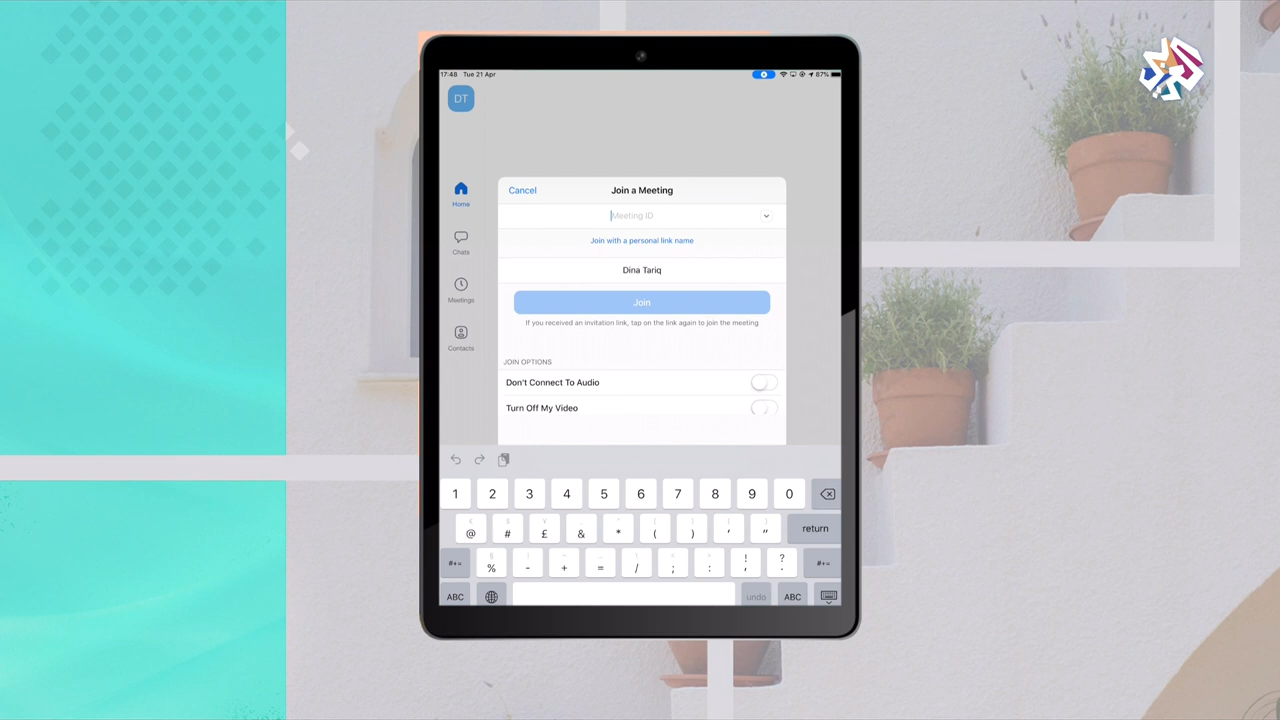 17:48 Tue 21 Apr
87%
DT
Cancel
Join a Meeting
Meeting ID
Join with a personal link name
Dina Tariq
Join
If you received an invitation link, tap on the link again to join the meeting
JOIN OPTIONS
Don't Connect To Audio
Turn Off My Video
Home
Chats
Meetings
Contacts
1 2 3 4 5 6 7 8 9 0
@ # £ & * ( ) ' " return
#+= % - + = / ; : ! , ? . #+=
ABC undo ABC